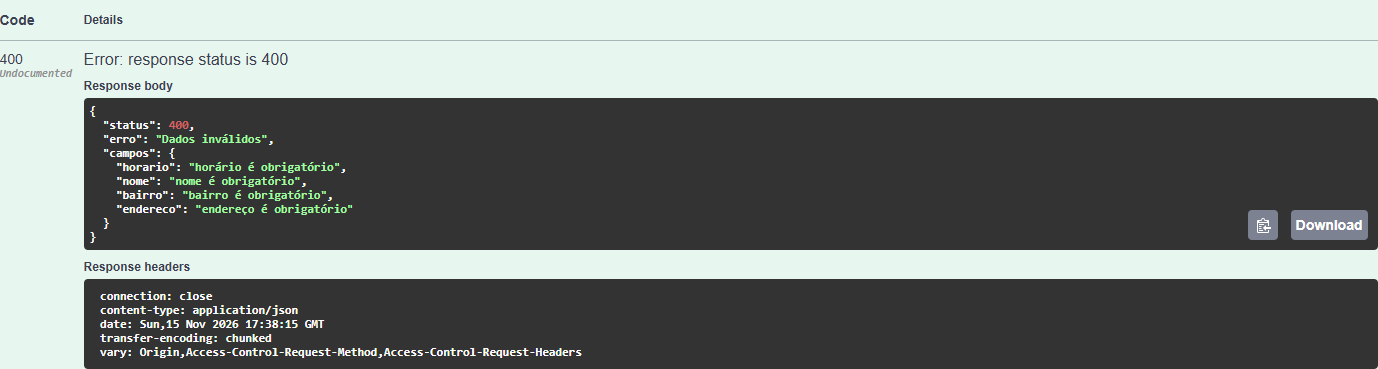 Code Details
400 Error: response status is 400
Undocumented
Response body
{
  "status": 400,
  "erro": "Dados inválidos",
  "campos": {
    "horario": "horário é obrigatório",
    "nome": "nome é obrigatório",
    "bairro": "bairro é obrigatório",
    "endereco": "endereço é obrigatório"
  }
}
Download
Response headers
connection: close
content-type: application/json
date: Sun,15 Nov 2026 17:38:15 GMT
transfer-encoding: chunked
vary: Origin,Access-Control-Request-Method,Access-Control-Request-Headers